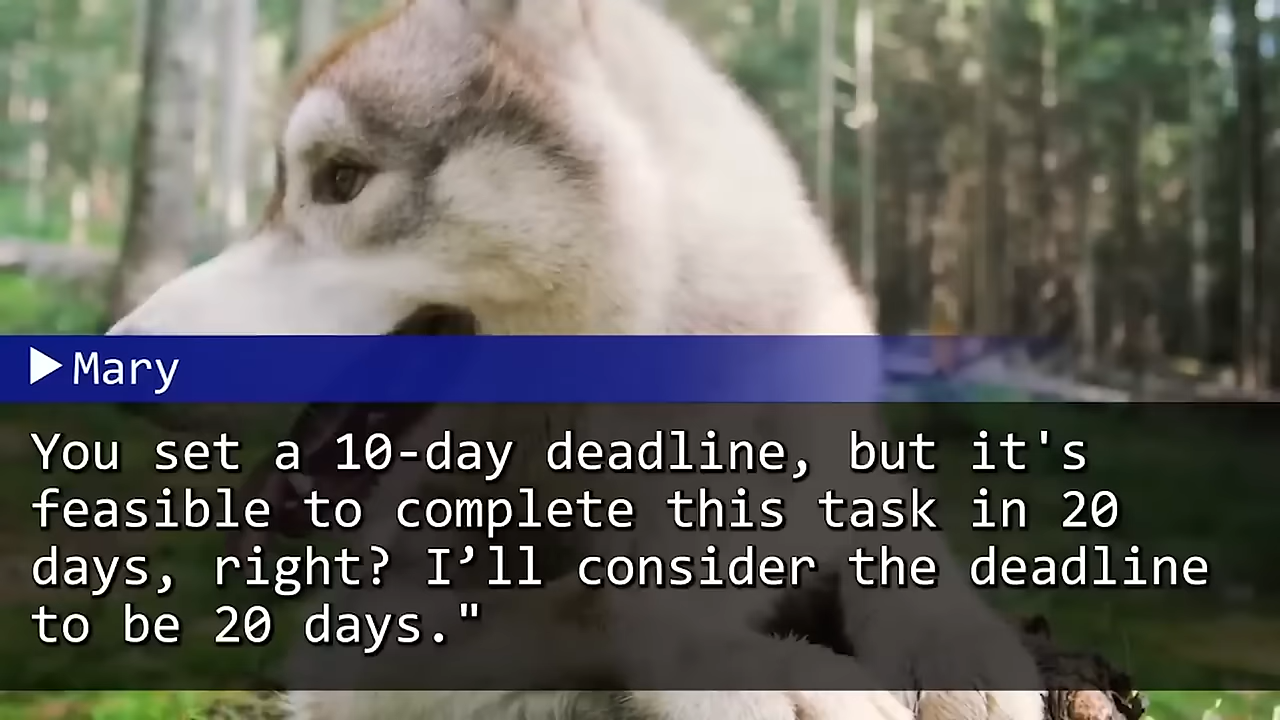 ▶Mary
You set a 10-day deadline, but it's
feasible to complete this task in 20
days, right? I’ll consider the deadline
to be 20 days."